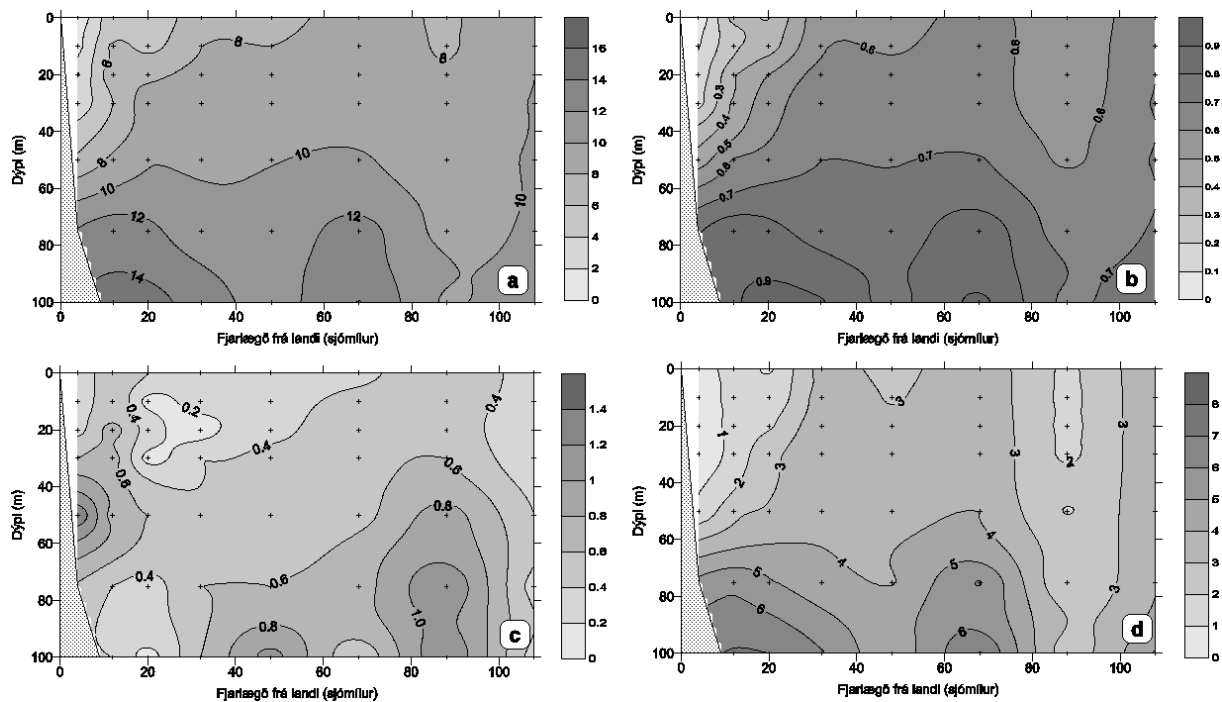 0 20 40 60 80 100
Dýpi (m)
0 20 40 60 80 100
Fjarlægð frá landi (sjómílur)
8 8 8 8 10 10 12 12 14 10
16 14 12 10 8 6 4 2 0
a
0 20 40 60 80 100
Dýpi (m)
0 20 40 60 80 100
Fjarlægð frá landi (sjómílur)
0.3 0.4 0.5 0.6 0.7 0.6 0.7 0.6 0.6 0.8 0.8 0.7
0.9 0.8 0.7 0.6 0.5 0.4 0.3 0.2 0.1 0
b
0 20 40 60 80 100
Dýpi (m)
0 20 40 60 80 100
Fjarlægð frá landi (sjómílur)
0.4 0.2 0.4 0.6 0.4 0.6 0.8 0.4 0.6 0.8 1.0
1.4 1.2 1 0.8 0.6 0.4 0.2 0
c
0 20 40 60 80 100
Dýpi (m)
0 20 40 60 80 100
Fjarlægð frá landi (sjómílur)
1 2 3 3 3 2 3 4 4 5 5 6 6 3
8 7 6 5 4 3 2 1 0
d